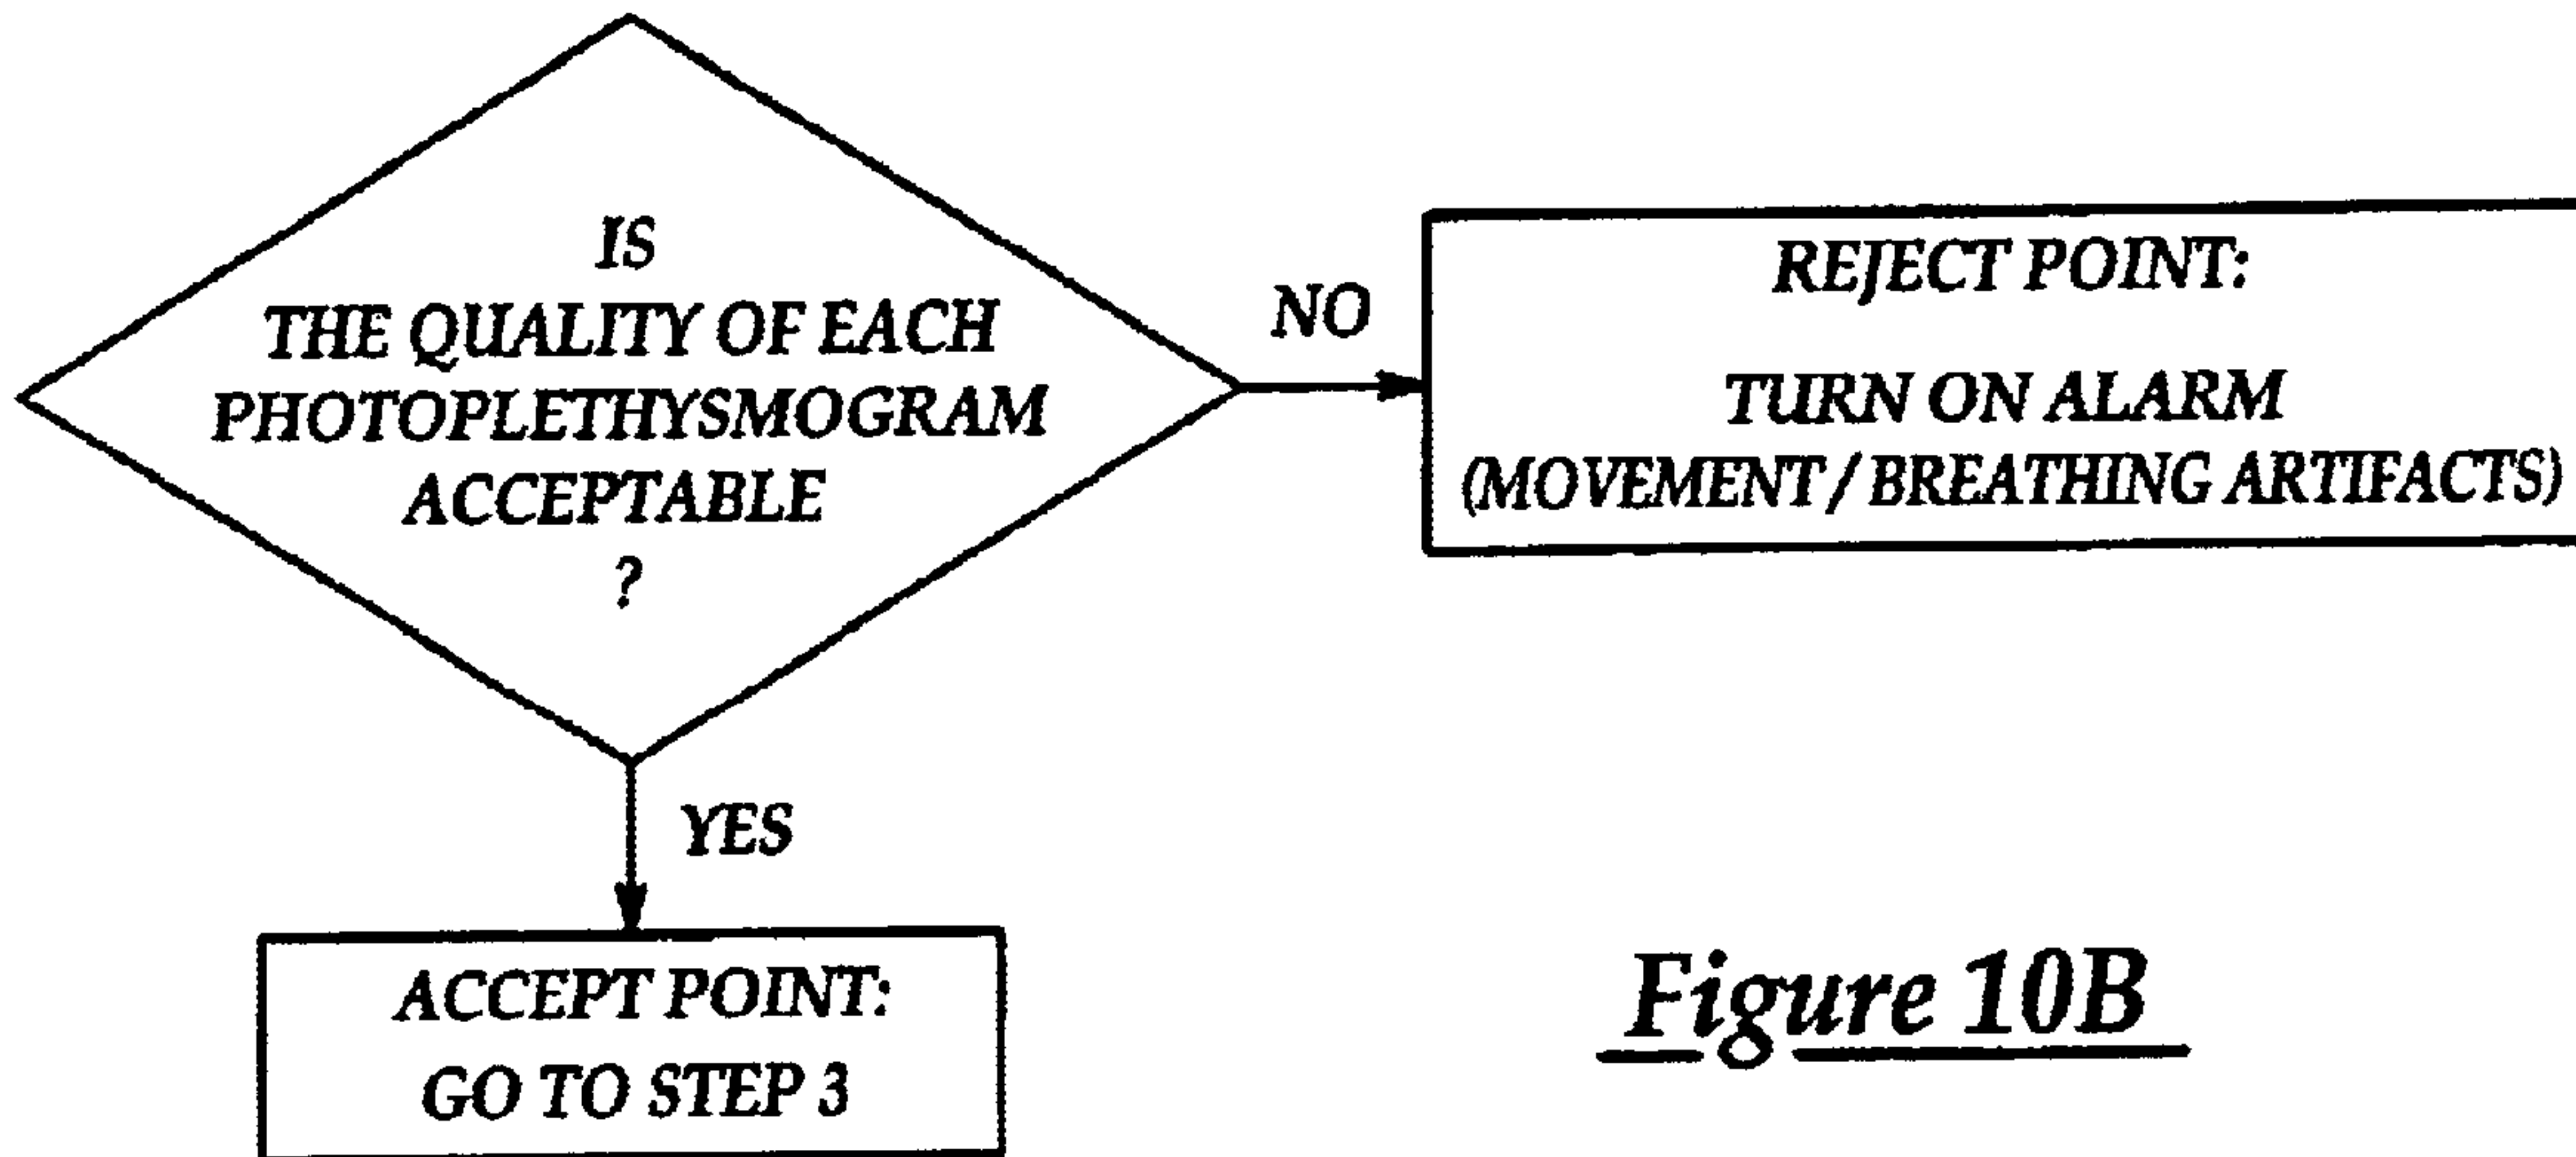 IS
THE QUALITY OF EACH
PHOTOPLETHYSMOGRAM
ACCEPTABLE
?
NO
REJECT POINT:
TURN ON ALARM
(MOVEMENT / BREATHING ARTIFACTS)
YES
ACCEPT POINT:
GO TO STEP 3
Figure 10B